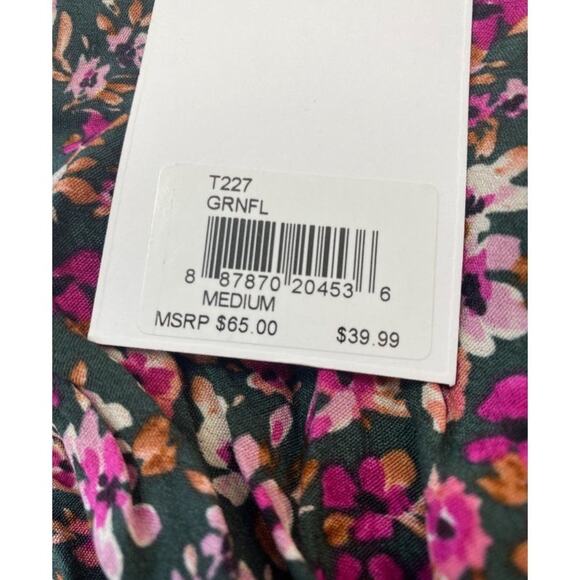 T227
GRNFL
8 87870 20453 6
MEDIUM
MSRP $65.00 $39.99